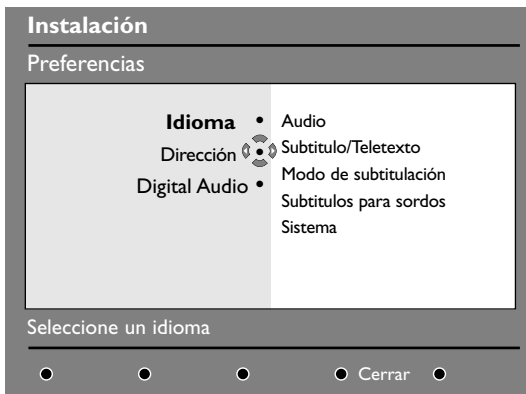 Instalación
Preferencias
Idioma
Dirección
Digital Audio
Audio
Subtitulo/Teletexto
Modo de subtitulación
Subtitulos para sordos
Sistema
Seleccione un idioma
Cerrar